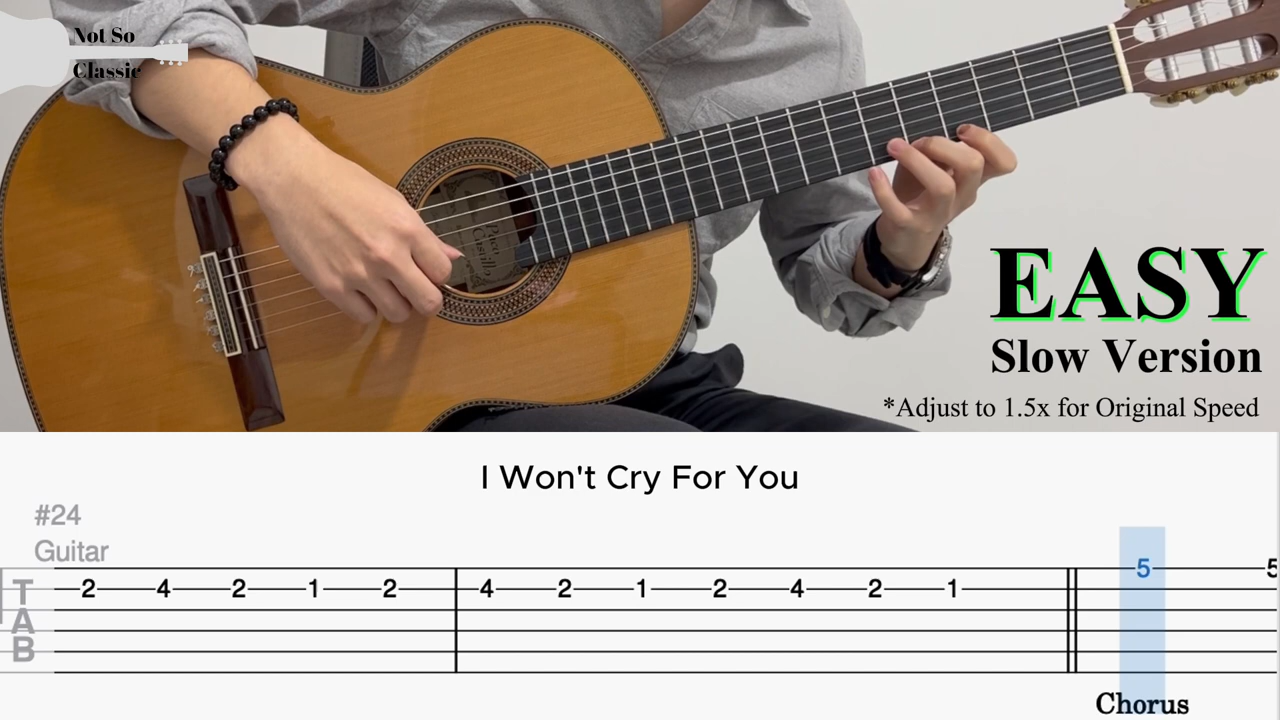 Not So
Classic
EASY
Slow Version
*Adjust to 1.5x for Original Speed
I Won't Cry For You
#24
Guitar
TAB
2 4 2 1 2 4 2 1 2 4 2 1 5 5
Chorus